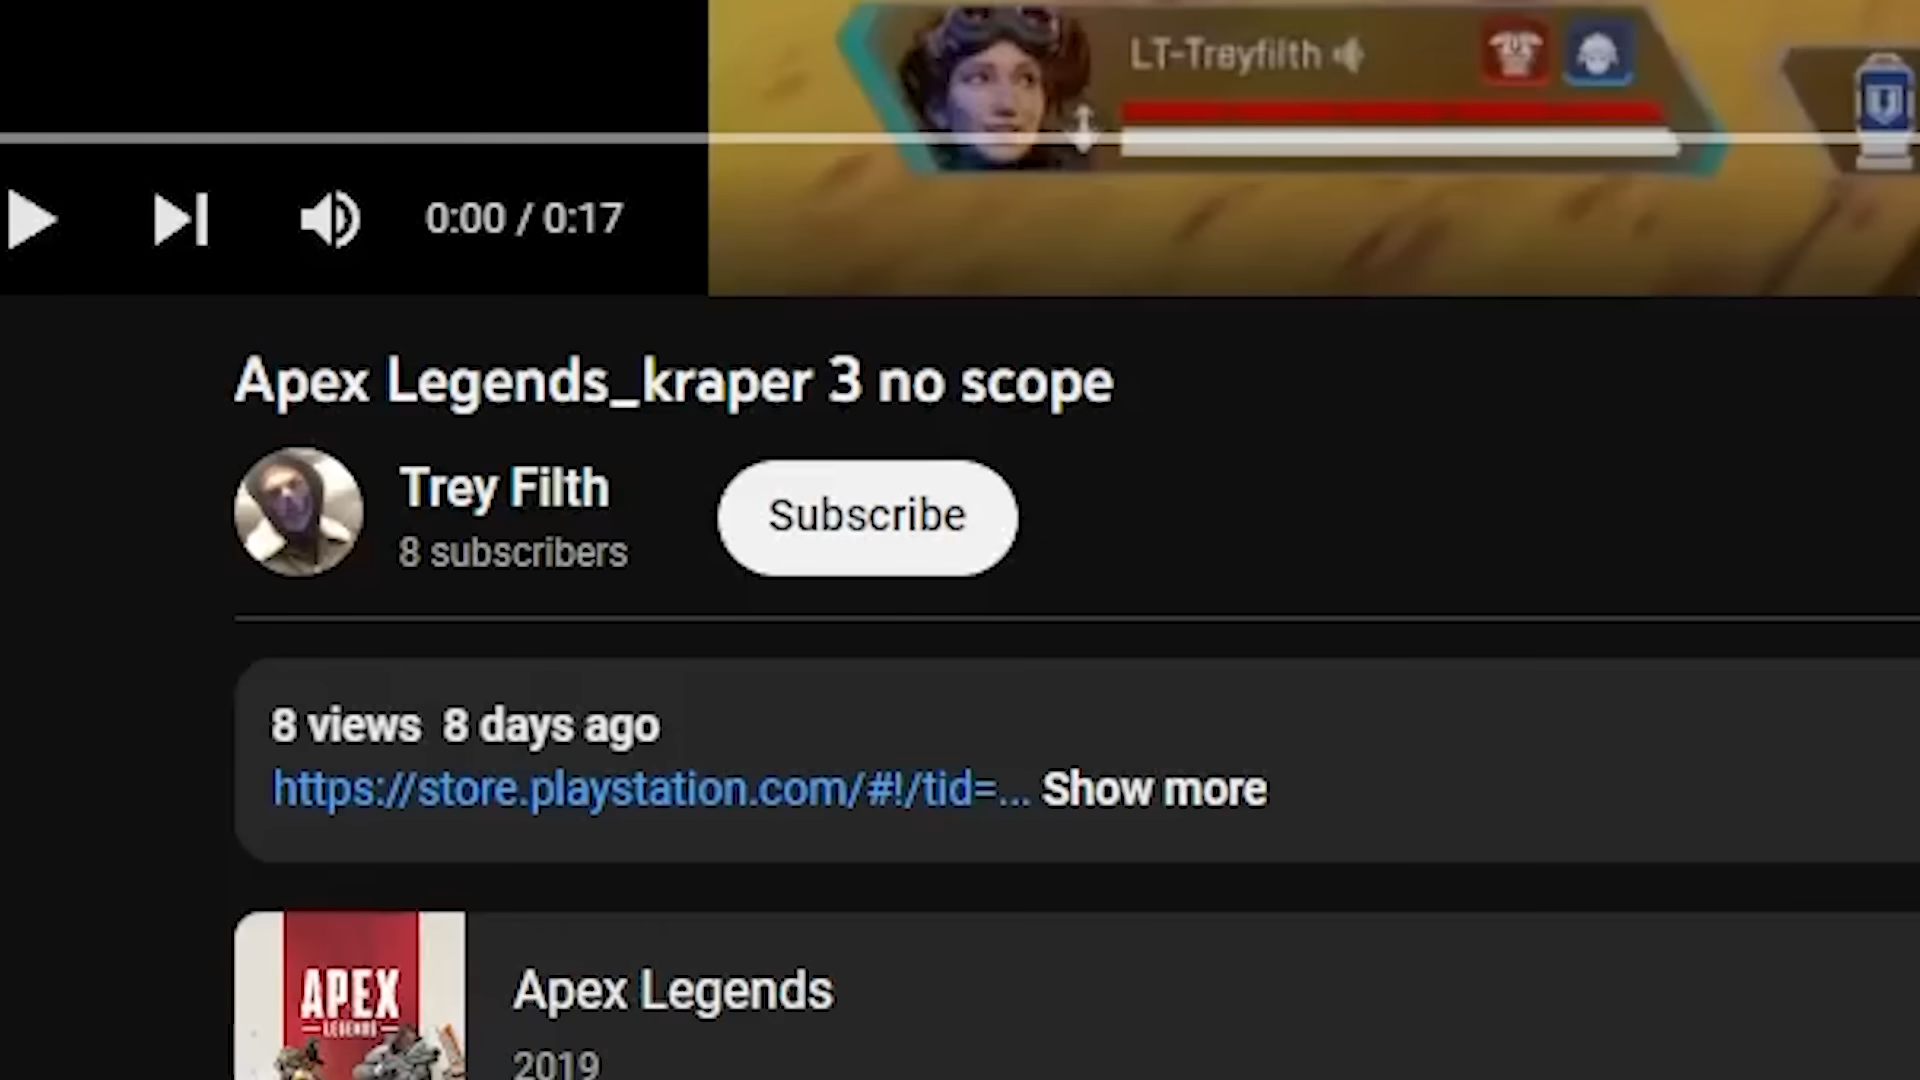 LT-Treyfilth
0:00 / 0:17
Apex Legends_kraper 3 no scope
Trey Filth
8 subscribers
Subscribe
8 views 8 days ago
https://store.playstation.com/#!/tid=... Show more
APEX
LEGENDS
Apex Legends
2019